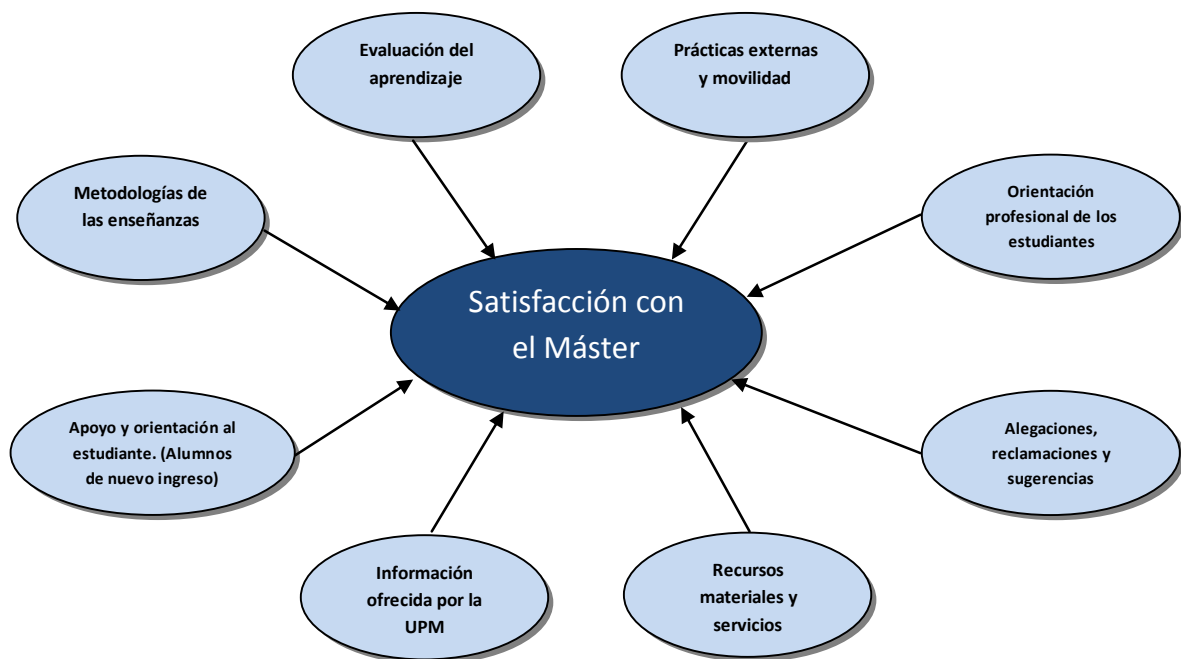 Evaluación del
aprendizaje
Prácticas externas
y movilidad
Metodologías de
las enseñanzas
Orientación
profesional de los
estudiantes
Satisfacción con
el Máster
Apoyo y orientación al
estudiante. (Alumnos
de nuevo ingreso)
Alegaciones,
reclamaciones y
sugerencias
Información
ofrecida por la
UPM
Recursos
materiales y
servicios